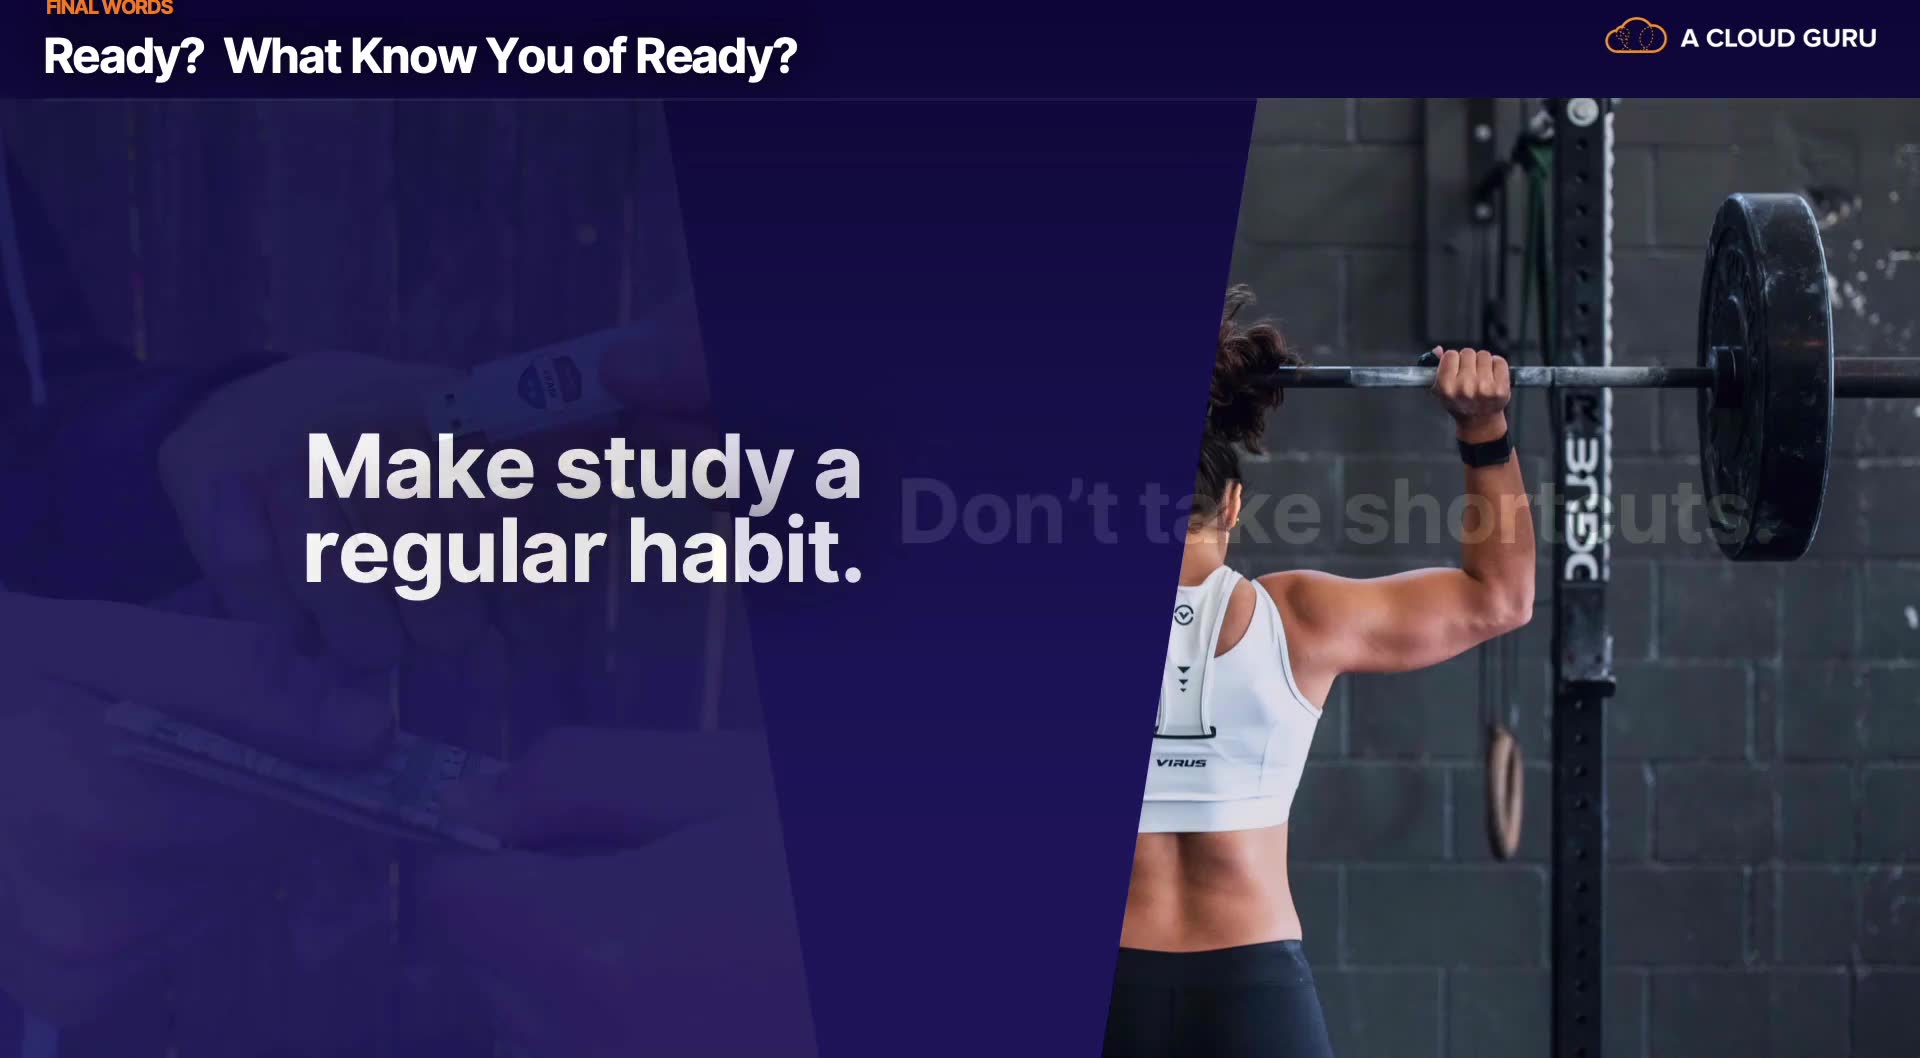 FINAL WORDS
Ready? What Know You of Ready?
A CLOUD GURU
Make study a
regular habit.
Don’t take shortcuts.
VIRUS